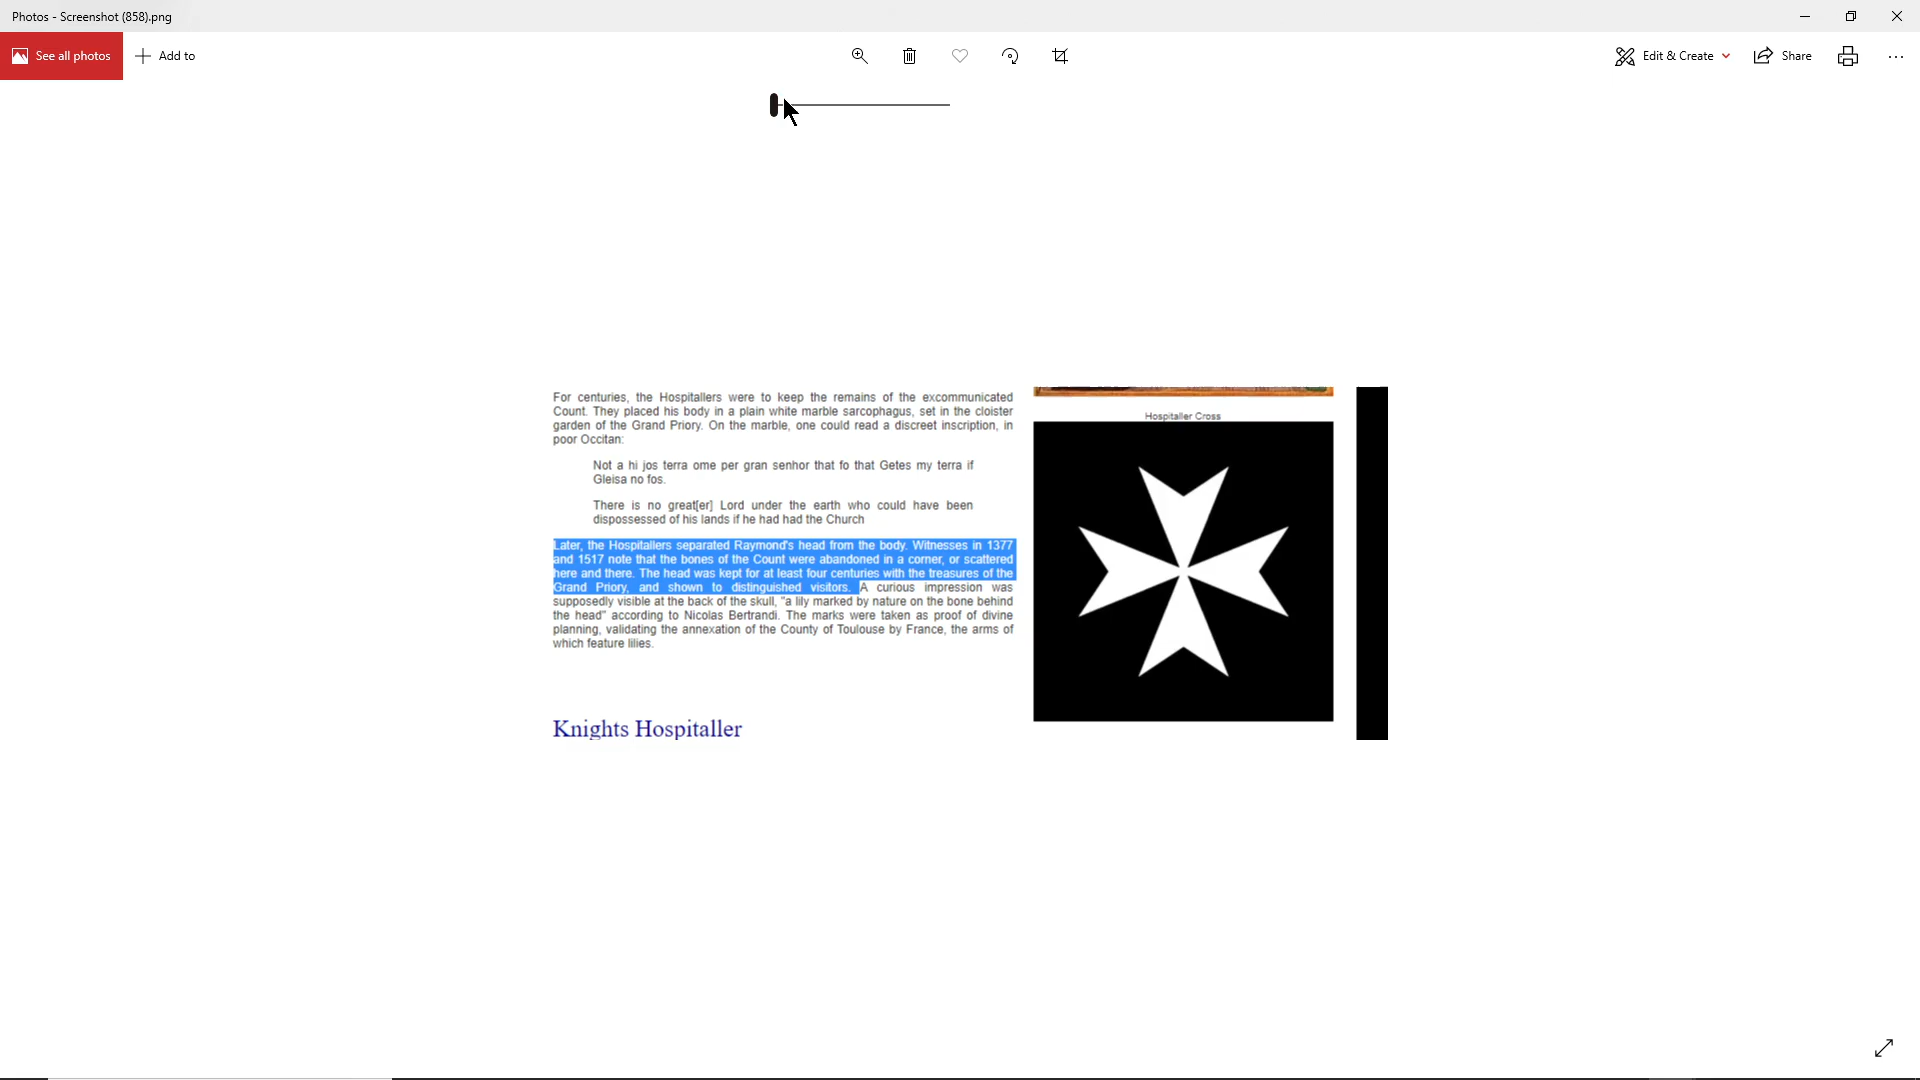 Photos - Screenshot (858).png
See all photos
Add to
Edit & Create
Share
For centuries, the Hospitallers were to keep the remains of the excommunicated
Count. They placed his body in a plain white marble sarcophagus, set in the cloister
garden of the Grand Priory. On the marble, one could read a discreet inscription, in
poor Occitan:
Not a hi jos terra ome per gran senhor that fo that Getes my terra if
Gleisa no fos.
There is no great[er] Lord under the earth who could have been
dispossessed of his lands if he had had the Church
Later, the Hospitallers separated Raymond's head from the body. Witnesses in 1377
and 1517 note that the bones of the Count were abandoned in a corner, or scattered
here and there. The head was kept for at least four centuries with the treasures of the
Grand Priory, and shown to distinguished visitors. A curious impression was
supposedly visible at the back of the skull, "a lily marked by nature on the bone behind
the head" according to Nicolas Bertrandi. The marks were taken as proof of divine
planning, validating the annexation of the County of Toulouse by France, the arms of
which feature lilies.
Knights Hospitaller
Hospitaller Cross